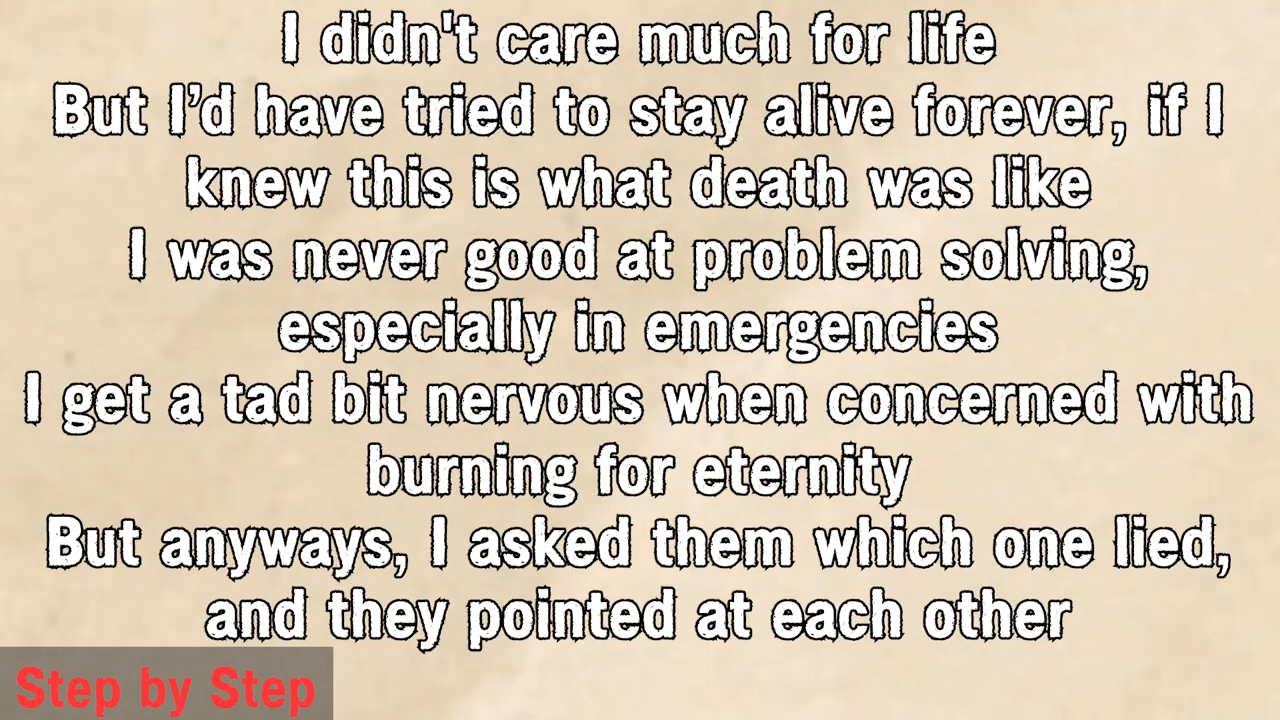 I didn't care much for life
But I’d have tried to stay alive forever, if I
knew this is what death was like
I was never good at problem solving,
especially in emergencies
I get a tad bit nervous when concerned with
burning for eternity
But anyways, I asked them which one lied,
and they pointed at each other
Step by Step